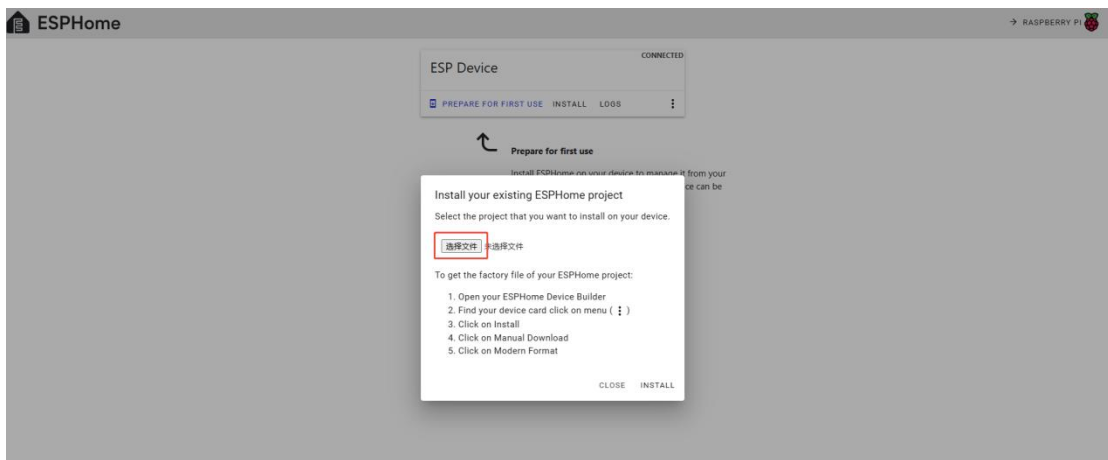 ESPHome
RASPBERRY PI
CONNECTED
ESP Device
PREPARE FOR FIRST USE INSTALL LOGS
Prepare for first use
Install ESPHome on your device to manage it from your
ce can be
Install your existing ESPHome project
Select the project that you want to install on your device.
选择文件 未选择文件
To get the factory file of your ESPHome project:
1. Open your ESPHome Device Builder
2. Find your device card click on menu ( ⋮ )
3. Click on Install
4. Click on Manual Download
5. Click on Modern Format
CLOSE INSTALL